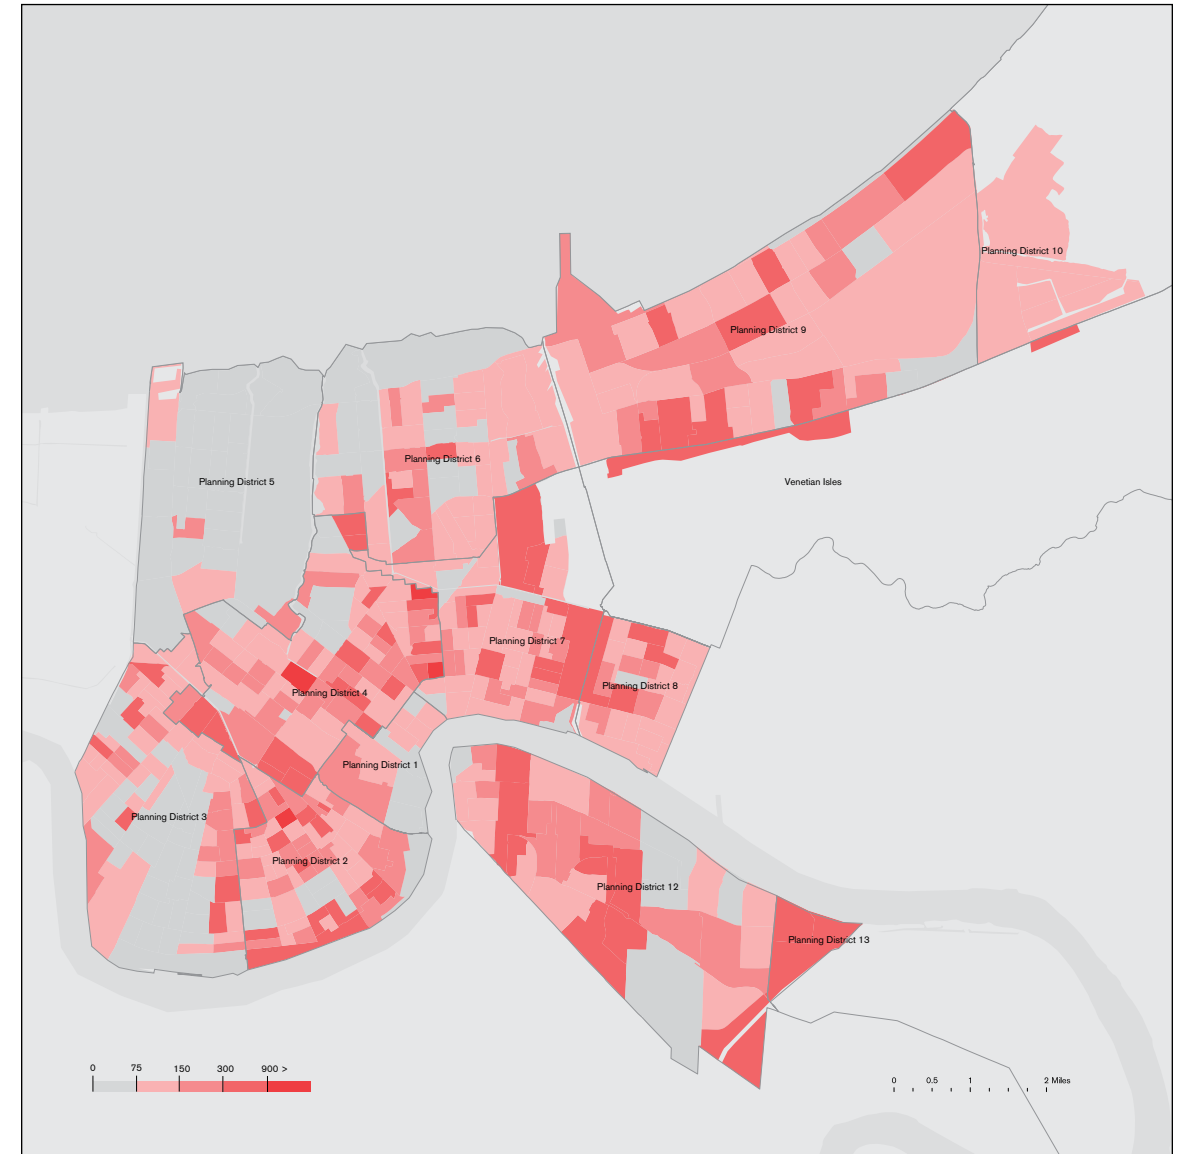 Planning District 10
Planning District 9
Planning District 6
Planning District 5
Venetian Isles
Planning District 7
Planning District 8
Planning District 4
Planning District 1
Planning District 3
Planning District 2
Planning District 12
Planning District 13
0 75 150 300 900 >
0 0.5 1 2 Miles